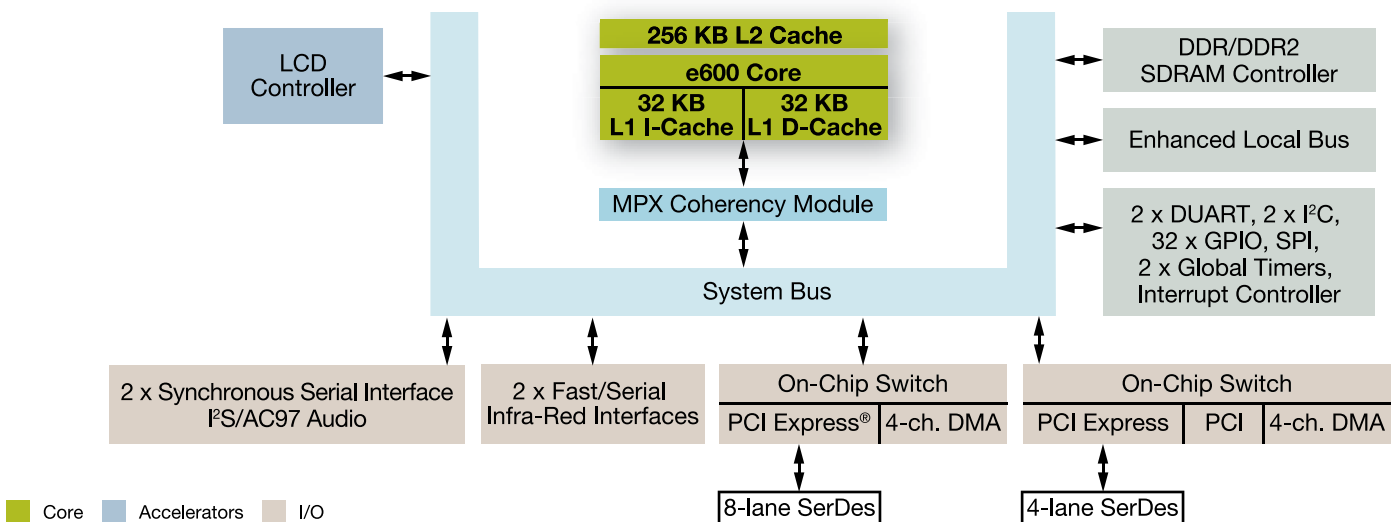 LCD
Controller
256 KB L2 Cache
e600 Core
32 KB
L1 I-Cache
32 KB
L1 D-Cache
MPX Coherency Module
System Bus
DDR/DDR2
SDRAM Controller
Enhanced Local Bus
2 x DUART, 2 x I²C,
32 x GPIO, SPI,
2 x Global Timers,
Interrupt Controller
2 x Synchronous Serial Interface
I²S/AC97 Audio
2 x Fast/Serial
Infra-Red Interfaces
On-Chip Switch
PCI Express®
4-ch. DMA
8-lane SerDes
On-Chip Switch
PCI Express
PCI
4-ch. DMA
4-lane SerDes
Core
Accelerators
I/O